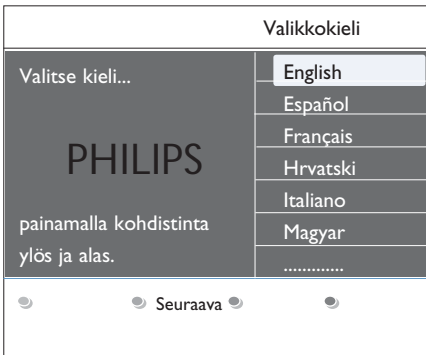 Valikkokieli
Valitse kieli...
PHILIPS
painamalla kohdistinta
ylös ja alas.
English
Español
Français
Hrvatski
Italiano
Magyar
.............
Seuraava